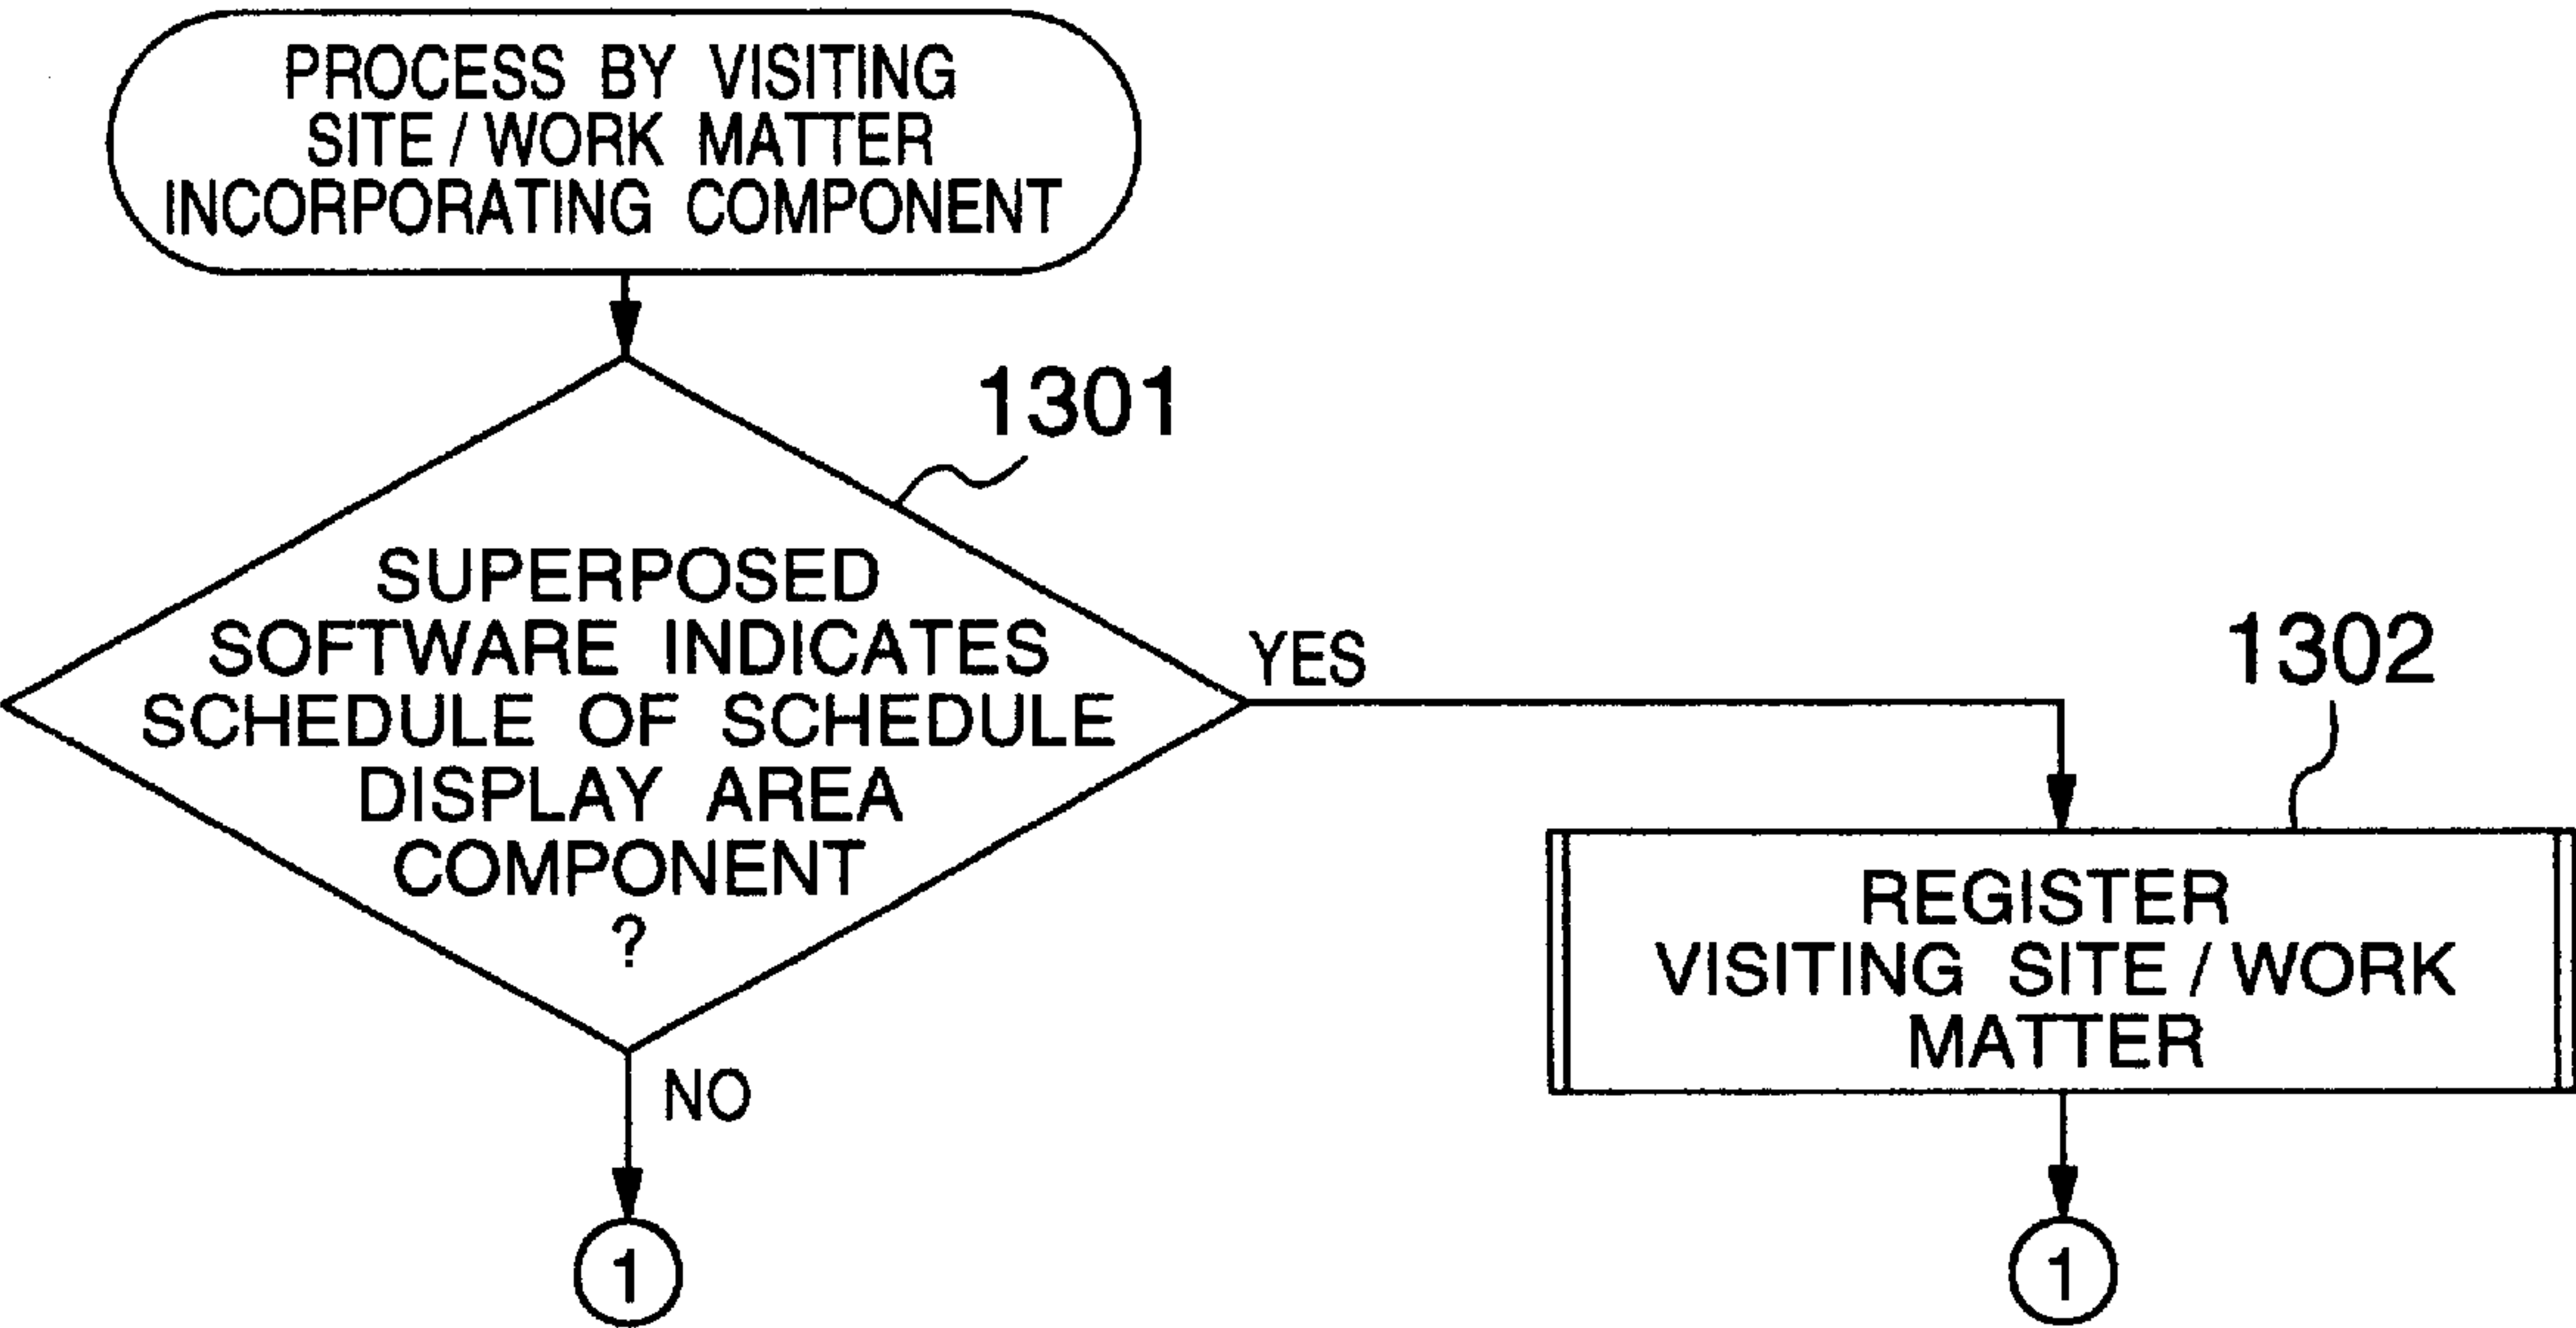 PROCESS BY VISITING
SITE / WORK MATTER
INCORPORATING COMPONENT
1301
SUPERPOSED
SOFTWARE INDICATES
SCHEDULE OF SCHEDULE
DISPLAY AREA
COMPONENT
?
YES
1302
REGISTER
VISITING SITE / WORK
MATTER
NO
1
1